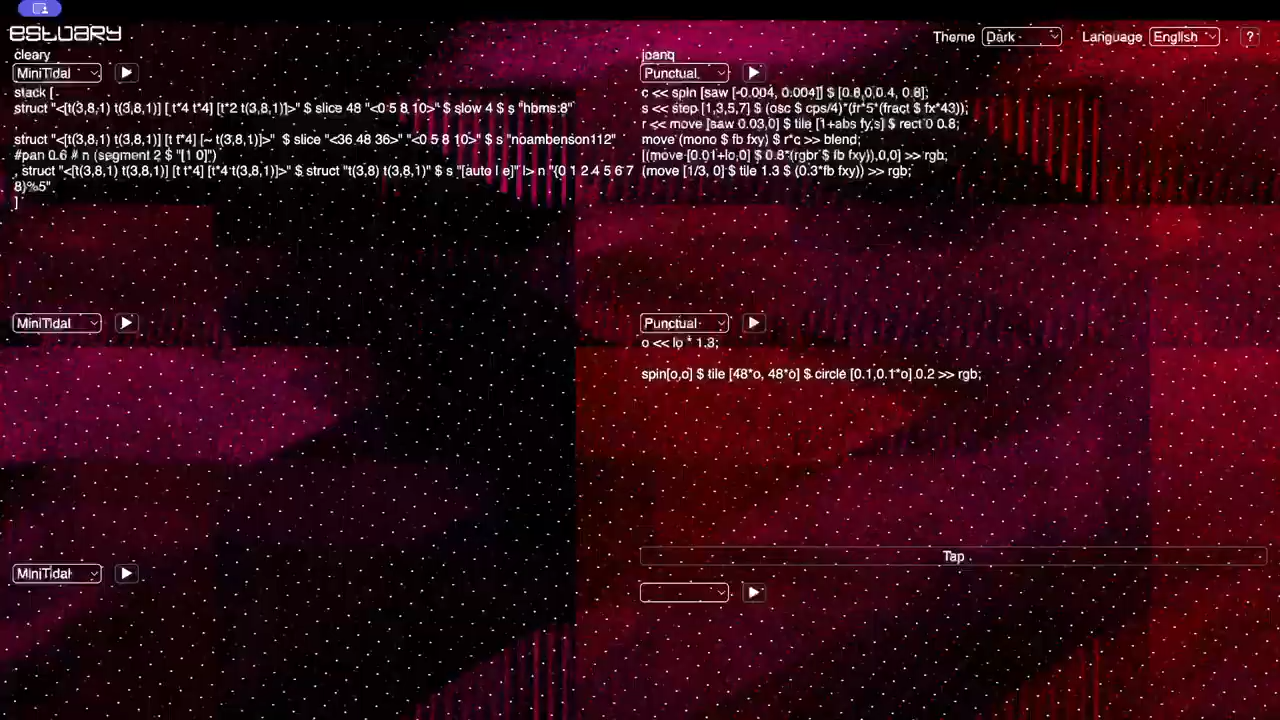 ESTUARY
Theme Dark Language English ?
cleary
MiniTidal
stack [
struct "<[t(3,8,1) t(3,8,1)] [ t*4 t*4] [t*2 t(3,8,1)]>" $ slice 48 "<0 5 8 10>" $ slow 4 $ s "hbms:8"
,
struct "<[t(3,8,1) t(3,8,1)] [t t*4] [~ t(3,8,1)]>" $ slice "<36 48 36>" "<0 5 8 10>" $ s "noambenson112"
#pan 0.6 # n (segment 2 $ "[1 0]")
, struct "<[t(3,8,1) t(3,8,1)] [t t*4] [t*4 t(3,8,1)]>" $ struct "t(3,8) t(3,8,1)" $ s "[auto | e]" |> n "{0 1 2 4 5 6 7
8}%5"
]
MiniTidal
MiniTidal
jpanq
Punctual
c << spin [saw [-0.004, 0.004]] $ [0.8,0,0.4, 0.8];
s << step [1,3,5,7] $ (osc $ cps/4)*(fr*5*(fract $ fx*43));
r << move [saw 0.03,0] $ tile [1+abs fy,s] $ rect 0 0.8;
move (mono $ fb fxy) $ r*c >> blend;
[(move [0.01+lo,0] $ 0.8*(rgbr $ fb fxy)),0,0] >> rgb;
(move [1/3, 0] $ tile 1.3 $ (0.3*fb fxy)) >> rgb;
Punctual
o << lo * 1.3;
spin[o,o] $ tile [48*o, 48*o] $ circle [0.1,0.1*o] 0.2 >> rgb;
Tap